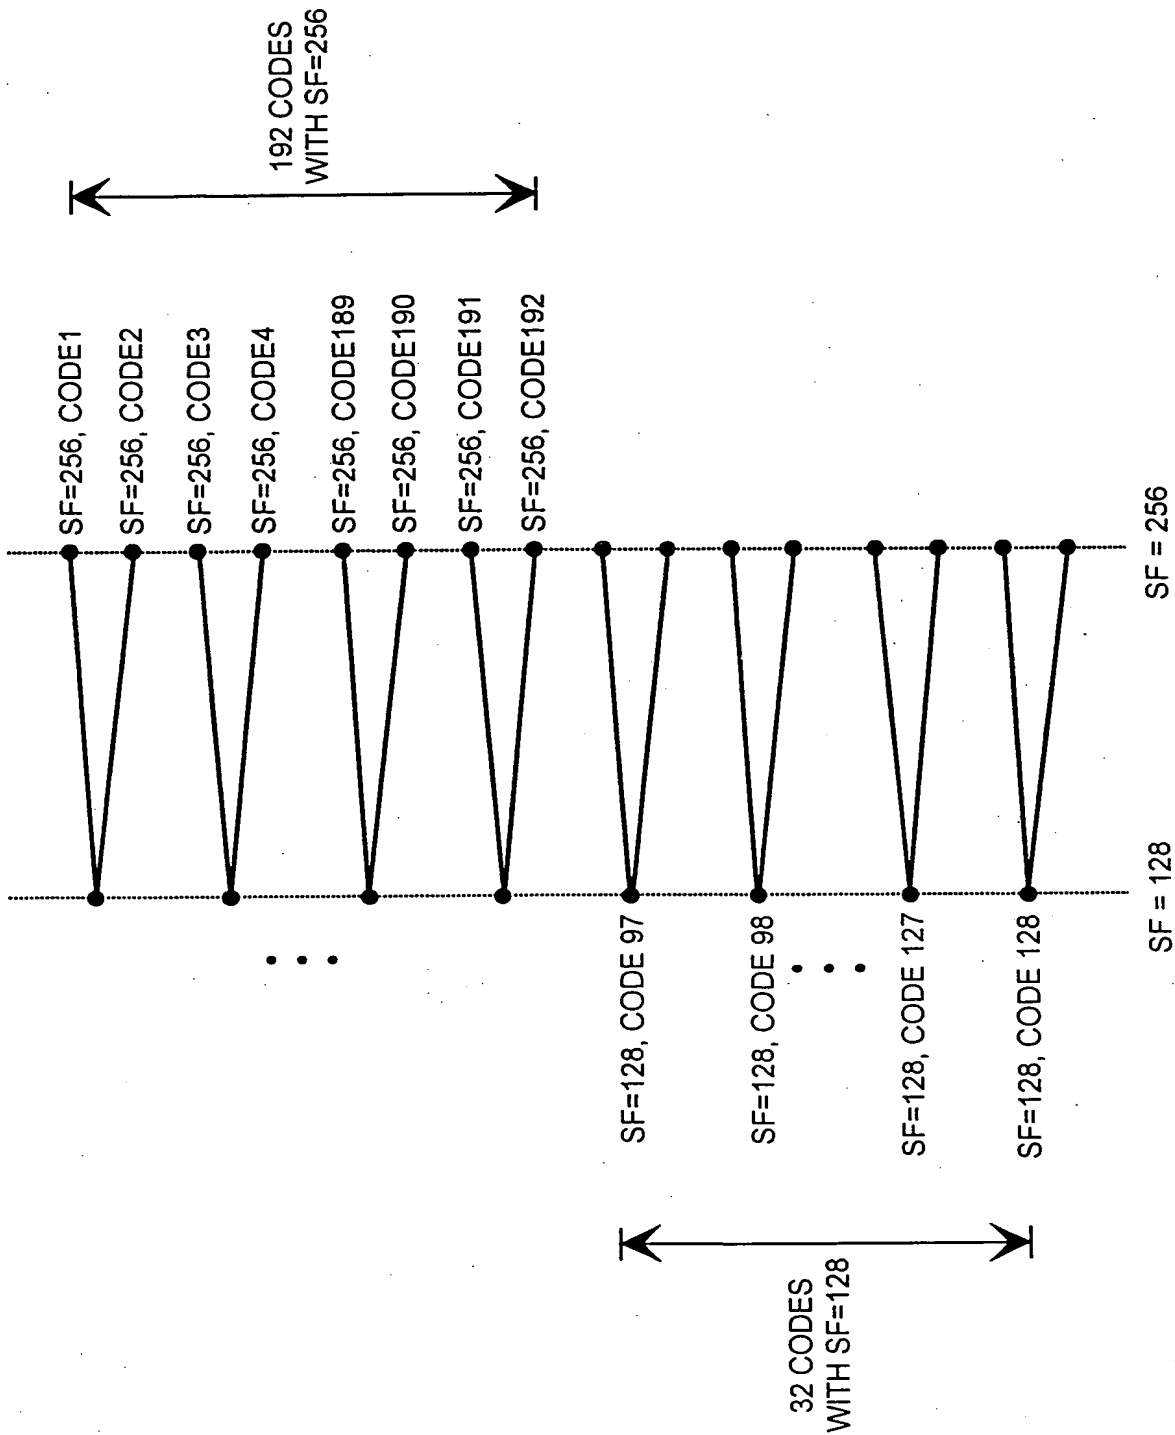 192 CODES
WITH SF=256
SF=256, CODE1
SF=256, CODE2
SF=256, CODE3
SF=256, CODE4
SF=256, CODE189
SF=256, CODE190
SF=256, CODE191
SF=256, CODE192
SF = 256
SF = 128
SF=128, CODE 97
SF=128, CODE 98
SF=128, CODE 127
SF=128, CODE 128
32 CODES
WITH SF=128